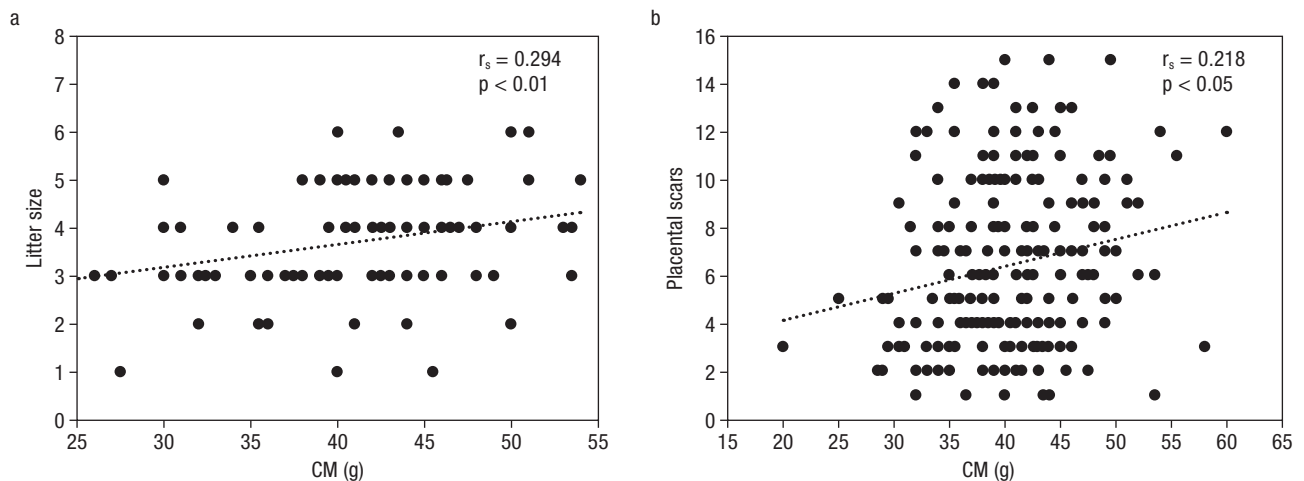 a
8
7
6
5
4
3
2
1
0
Litter size
25 30 35 40 45 50 55
CM (g)
rₛ = 0.294
p < 0.01
b
16
14
12
10
8
6
4
2
0
Placental scars
15 20 25 30 35 40 45 50 55 60 65
CM (g)
rₛ = 0.218
p < 0.05